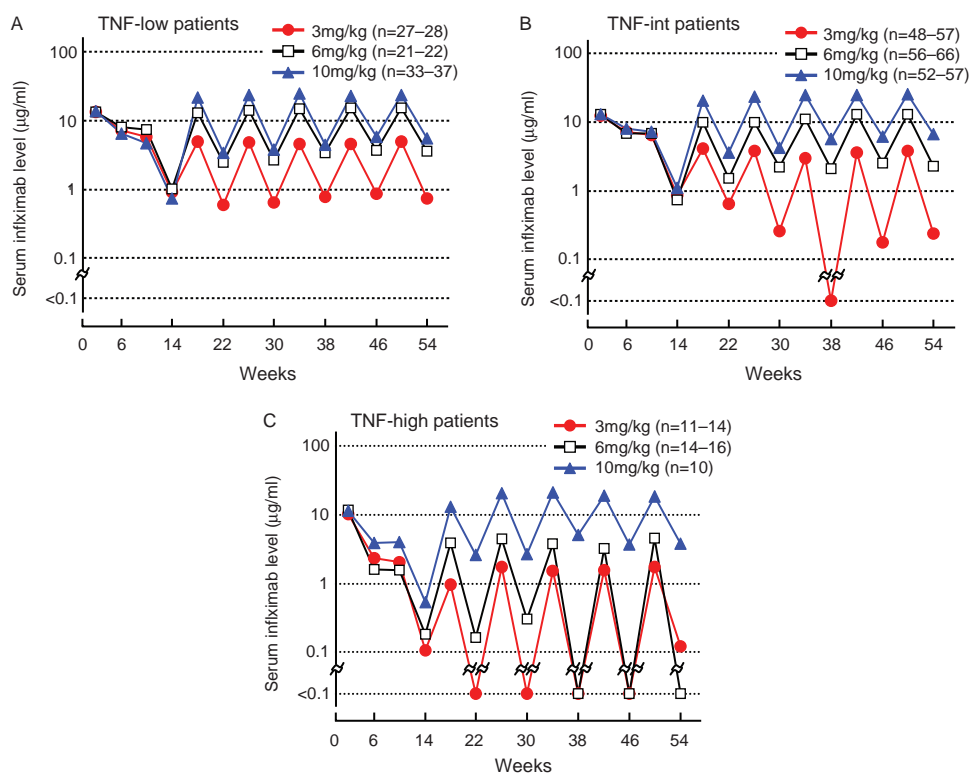 A
TNF-low patients
3mg/kg (n=27–28)
6mg/kg (n=21–22)
10mg/kg (n=33–37)
Serum inflximab level (µg/ml)
100
10
1
0.1
<0.1
0 6 14 22 30 38 46 54
Weeks
B
TNF-int patients
3mg/kg (n=48–57)
6mg/kg (n=56–66)
10mg/kg (n=52–57)
Serum inflximab level (µg/ml)
100
10
1
0.1
<0.1
0 6 14 22 30 38 46 54
Weeks
C
TNF-high patients
3mg/kg (n=11–14)
6mg/kg (n=14–16)
10mg/kg (n=10)
Serum inflximab level (µg/ml)
100
10
1
0.1
<0.1
0 6 14 22 30 38 46 54
Weeks